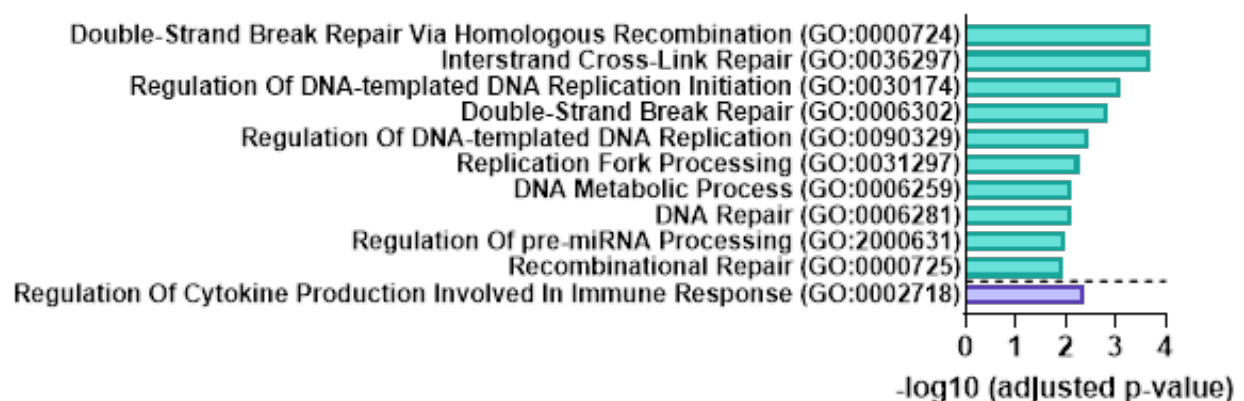 Double-Strand Break Repair Via Homologous Recombination (GO:0000724)
Interstrand Cross-Link Repair (GO:0036297)
Regulation Of DNA-templated DNA Replication Initiation (GO:0030174)
Double-Strand Break Repair (GO:0006302)
Regulation Of DNA-templated DNA Replication (GO:0090329)
Replication Fork Processing (GO:0031297)
DNA Metabolic Process (GO:0006259)
DNA Repair (GO:0006281)
Regulation Of pre-miRNA Processing (GO:2000631)
Recombinational Repair (GO:0000725)
Regulation Of Cytokine Production Involved In Immune Response (GO:0002718)
0 1 2 3 4
-log10 (adjusted p-value)